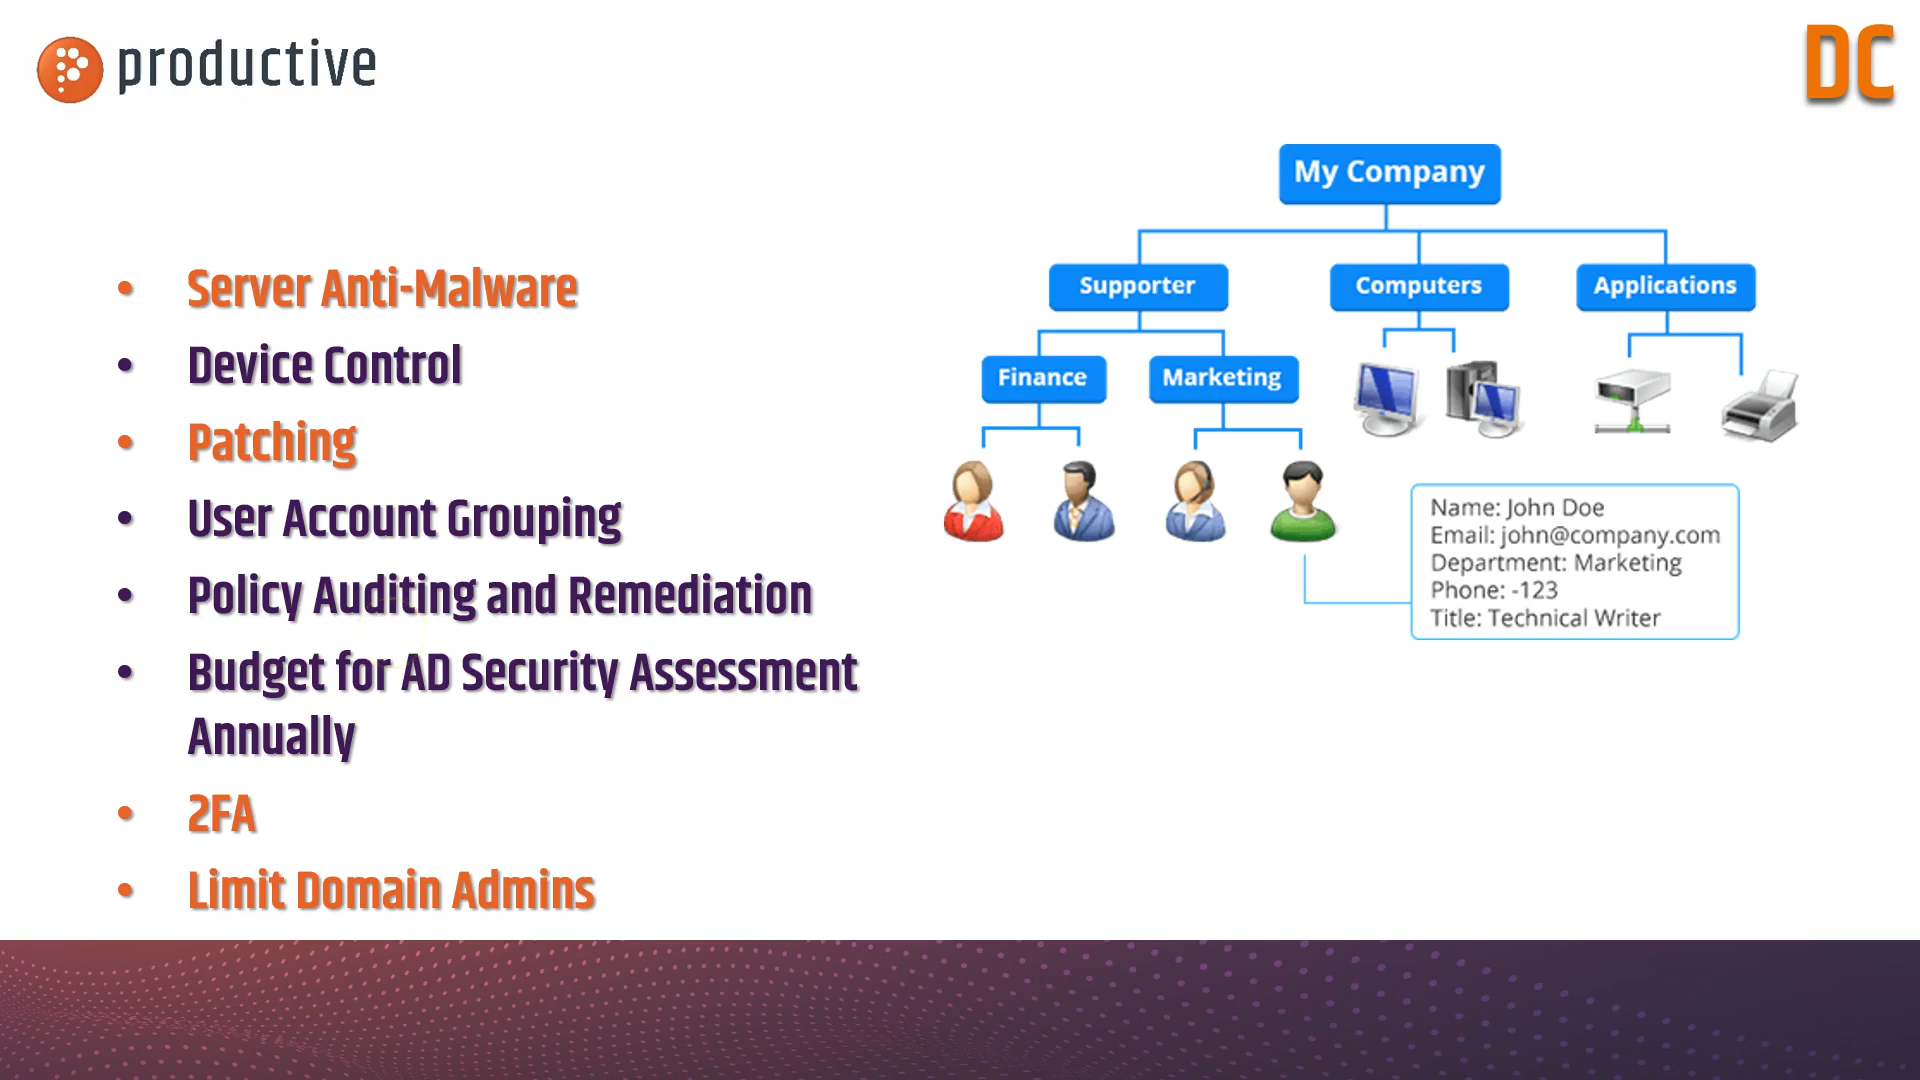 productive
DC
• Server Anti-Malware
• Device Control
• Patching
• User Account Grouping
• Policy Auditing and Remediation
• Budget for AD Security Assessment
Annually
• 2FA
• Limit Domain Admins
My Company
Supporter
Computers
Applications
Finance
Marketing
Name: John Doe
Email: john@company.com
Department: Marketing
Phone: -123
Title: Technical Writer